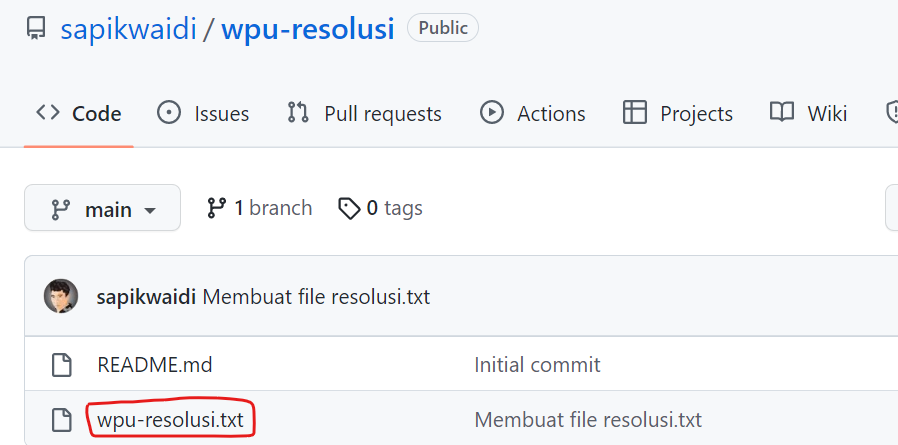 sapikwaidi / wpu-resolusi Public
Code Issues Pull requests Actions Projects Wiki
main 1 branch 0 tags
sapikwaidi Membuat file resolusi.txt
README.md Initial commit
wpu-resolusi.txt Membuat file resolusi.txt